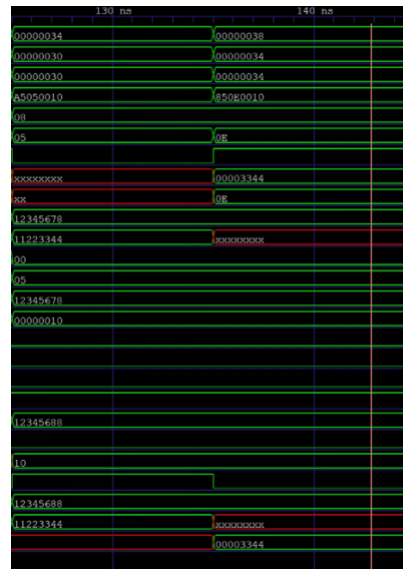 130 ns 140 ns
00000034 00000038
00000030 00000034
00000030 00000034
A5050010 850E0010
08
05 0E
xxxxxxxx 00003344
xx 0E
12345678
11223344 xxxxxxxx
00
05
12345678
00000010
12345688
10
12345688
11223344 xxxxxxxx
00003344